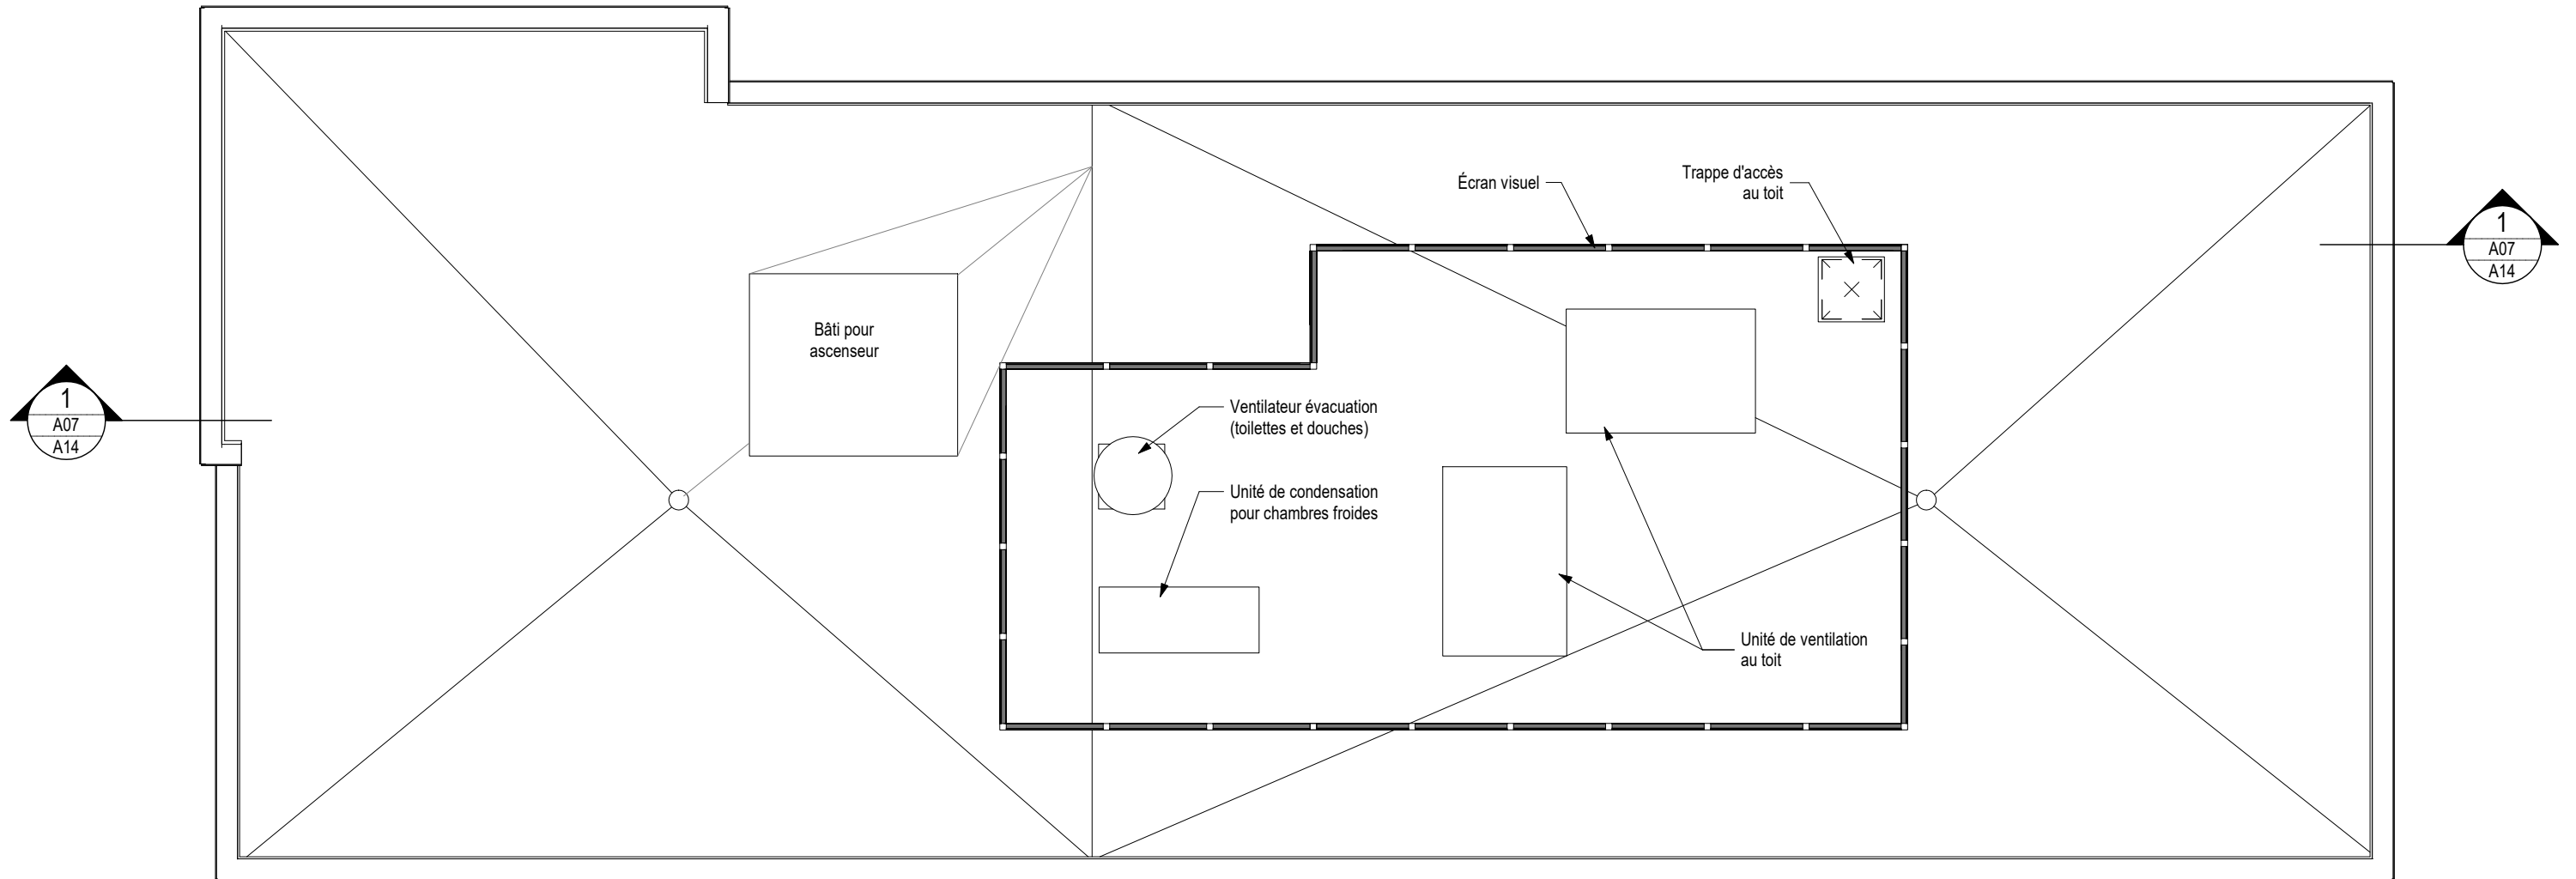 Trappe d'accès
au toit
Écran visuel
1
A07
A14
Bâti pour
ascenseur
1
A07
A14
Ventilateur évacuation
(toilettes et douches)
Unité de condensation
pour chambres froides
Unité de ventilation
au toit